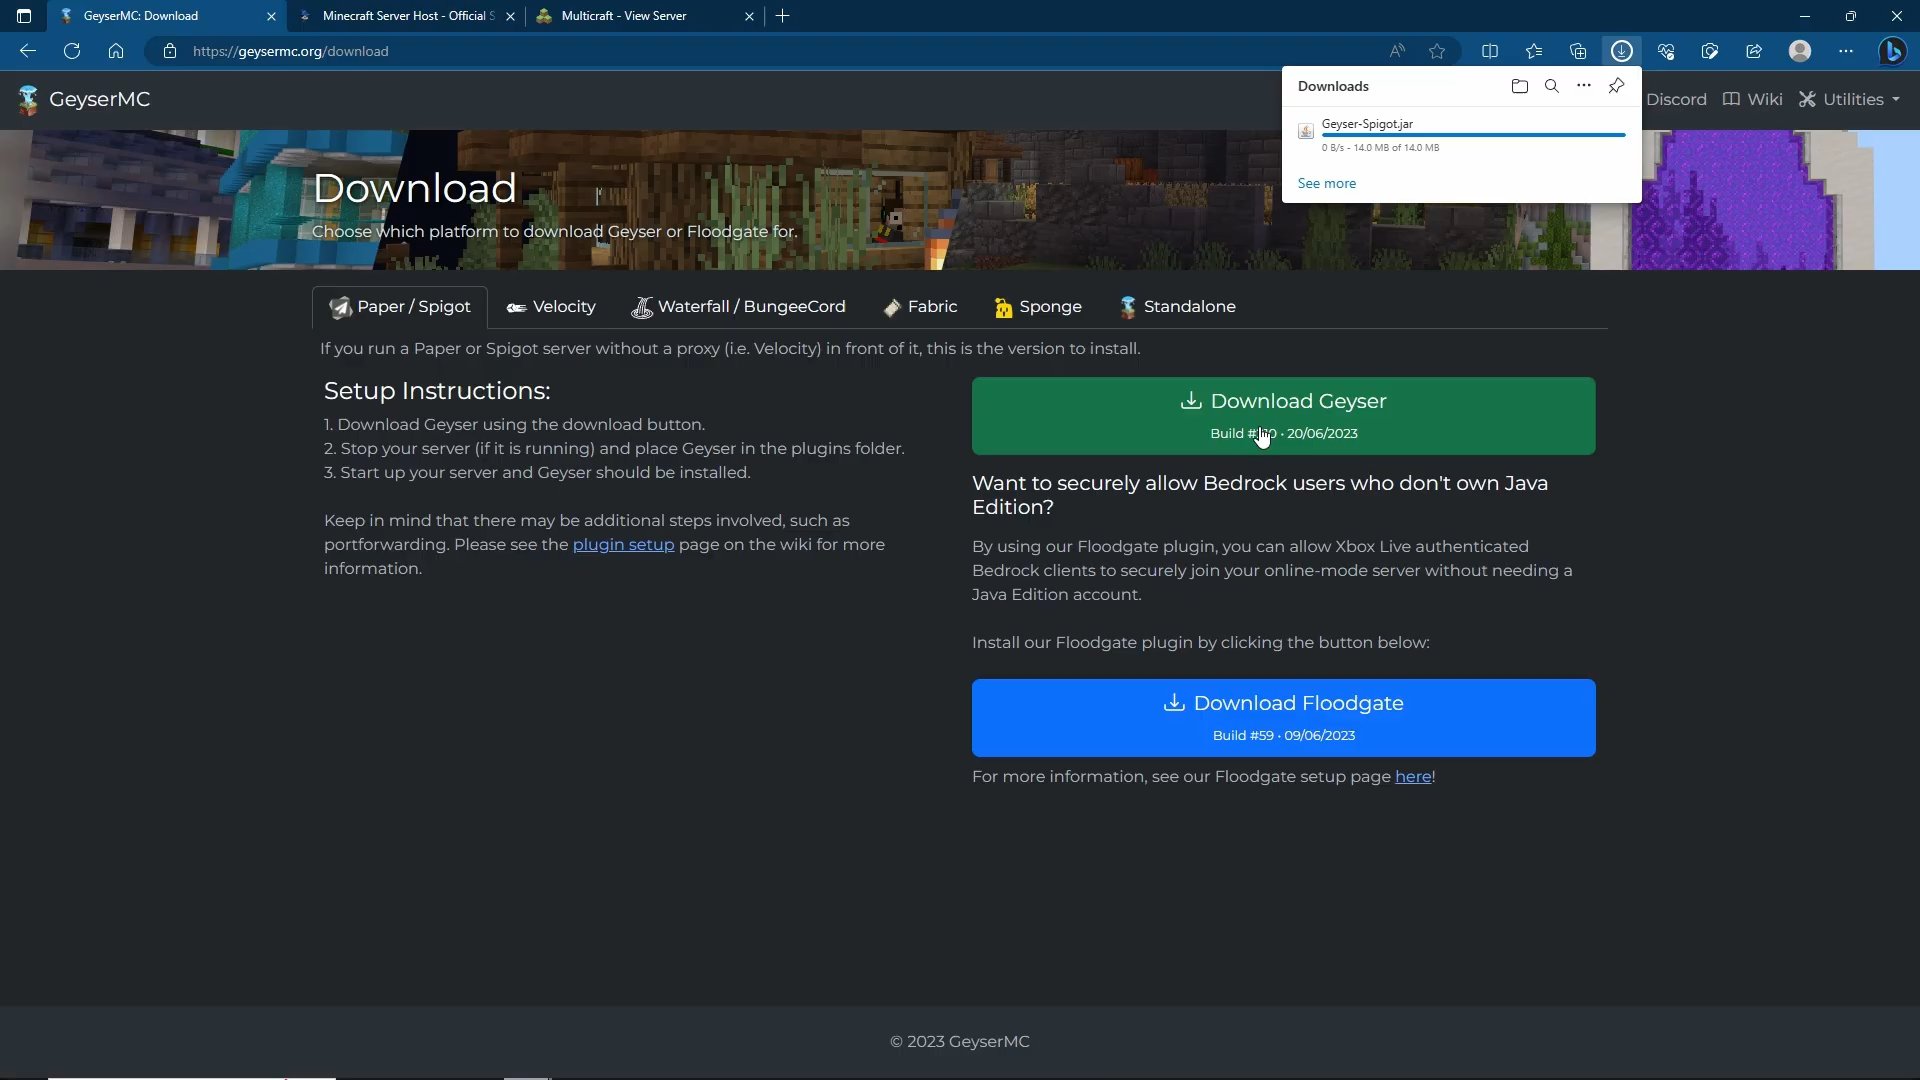 GeyserMC: Download
Minecraft Server Host - Official S
Multicraft - View Server
https://geysermc.org/download
GeyserMC
Discord
Wiki
Utilities
Downloads
Geyser-Spigot.jar
0 B/s - 14.0 MB of 14.0 MB
See more
Download
Choose which platform to download Geyser or Floodgate for.
Paper / Spigot
Velocity
Waterfall / BungeeCord
Fabric
Sponge
Standalone
If you run a Paper or Spigot server without a proxy (i.e. Velocity) in front of it, this is the version to install.
Setup Instructions:
1. Download Geyser using the download button.
2. Stop your server (if it is running) and place Geyser in the plugins folder.
3. Start up your server and Geyser should be installed.
Keep in mind that there may be additional steps involved, such as
portforwarding. Please see the plugin setup page on the wiki for more
information.
Download Geyser
Build • 20/06/2023
Want to securely allow Bedrock users who don't own Java
Edition?
By using our Floodgate plugin, you can allow Xbox Live authenticated
Bedrock clients to securely join your online-mode server without needing a
Java Edition account.
Install our Floodgate plugin by clicking the button below:
Download Floodgate
Build #59 • 09/06/2023
For more information, see our Floodgate setup page here!
© 2023 GeyserMC